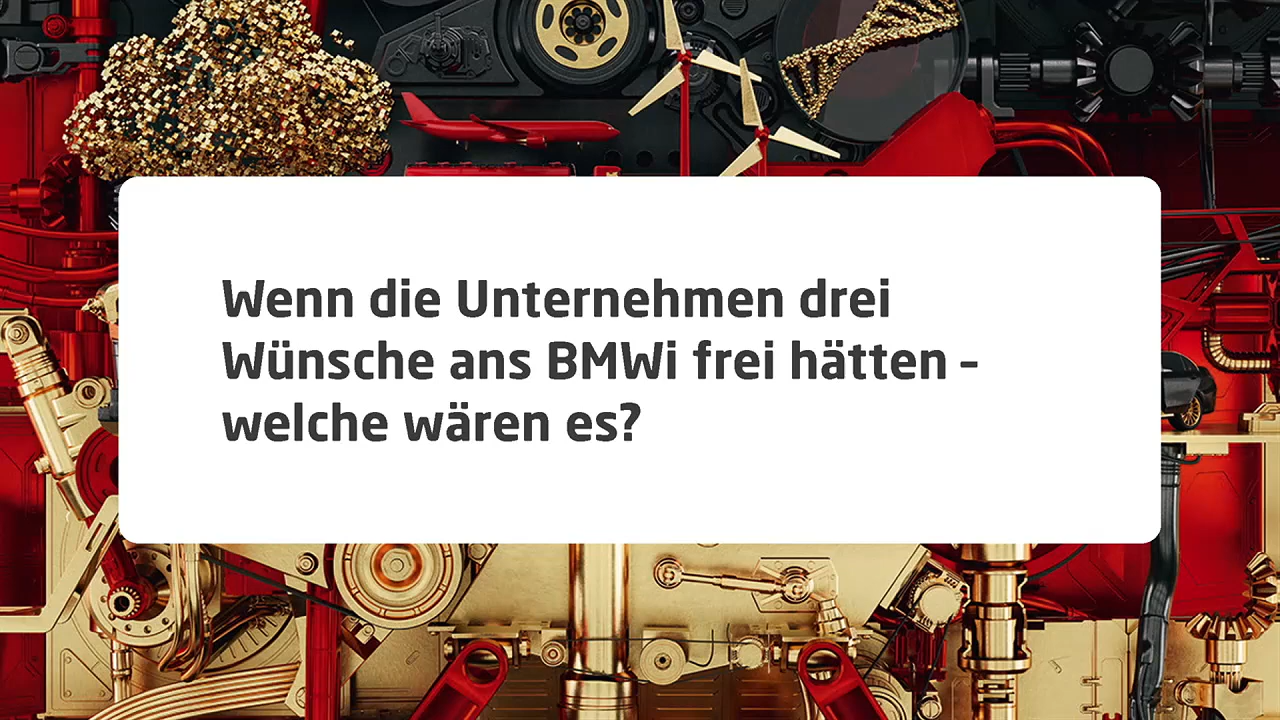 Wenn die Unternehmen drei
Wünsche ans BMWi frei hätten –
welche wären es?